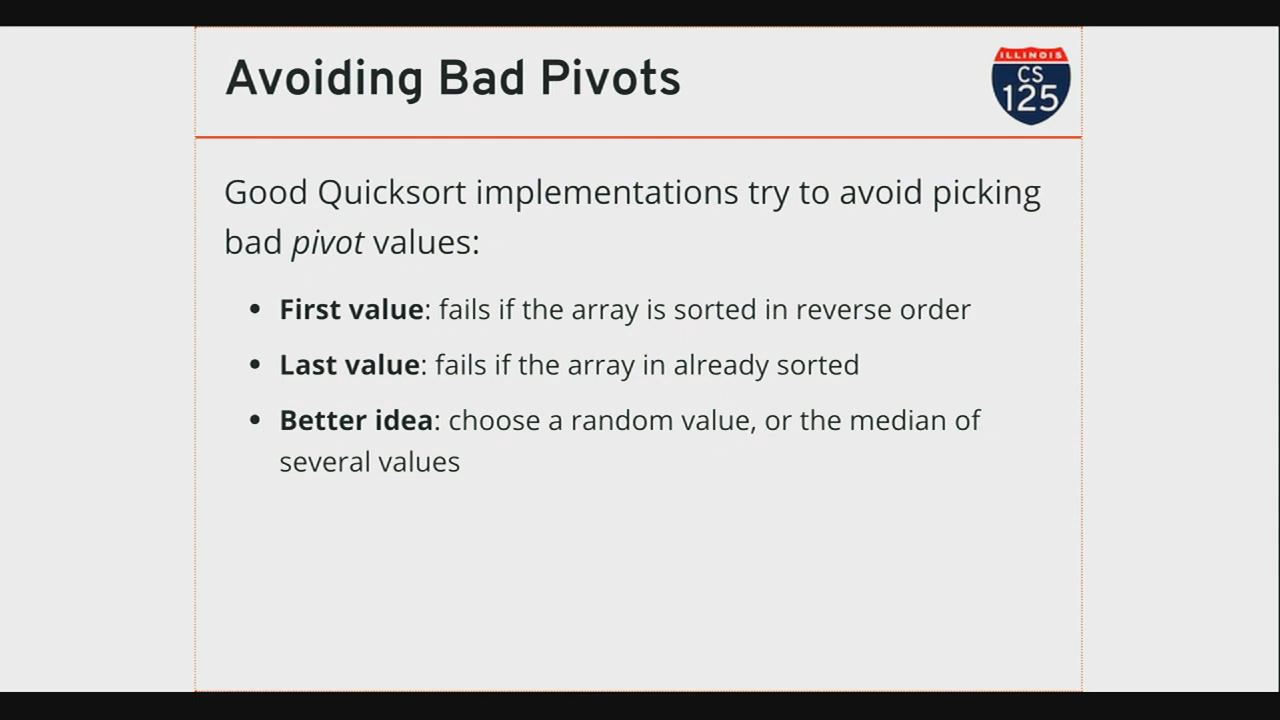 Avoiding Bad Pivots
ILLINOIS
CS
125
Good Quicksort implementations try to avoid picking
bad pivot values:
• First value: fails if the array is sorted in reverse order
• Last value: fails if the array in already sorted
• Better idea: choose a random value, or the median of
several values